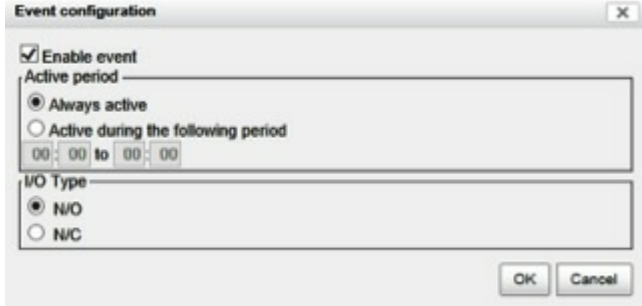 Event configuration
Enable event
Active period
Always active
Active during the following period
00 : 00 to 00 : 00
I/O Type
N/O
N/C
OK Cancel